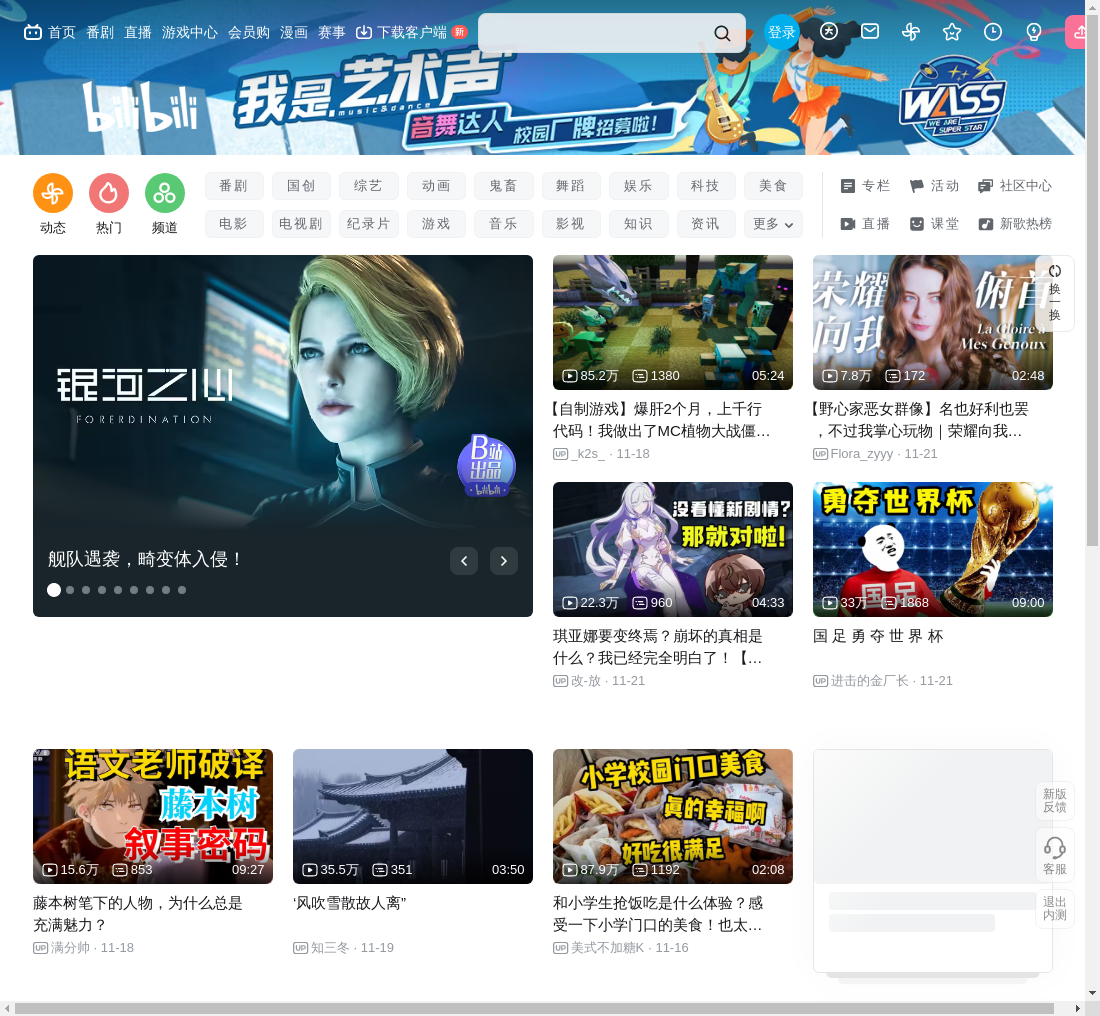 首页 番剧 直播 游戏中心 会员购 漫画 赛事 下载客户端 新
登录
bilibili
我是艺术声
music&dance
音舞达人 校园厂牌招募啦！
WASS
WE ARE
SUPER STAR
动态 热门 频道
番剧 国创 综艺 动画 鬼畜 舞蹈 娱乐 科技 美食
电影 电视剧 纪录片 游戏 音乐 影视 知识 资讯 更多
专栏 活动 社区中心
直播 课堂 新歌热榜
银河之心
FORERDINATION
B站
出品
bilibili
舰队遇袭，畸变体入侵！
85.2万 1380 05:24
【自制游戏】爆肝2个月，上千行
代码！我做出了MC植物大战僵…
UP _k2s_ · 11-18
荣耀
向我
俯首
La Gloire à
Mes Genoux
7.8万 172 02:48
【野心家恶女群像】名也好利也罢
，不过我掌心玩物｜荣耀向我…
UP Flora_zyyy · 11-21
换
一
换
没看懂新剧情?
那就对啦!
22.3万 960 04:33
琪亚娜要变终焉？崩坏的真相是
什么？我已经完全明白了！【…
UP 改-放 · 11-21
勇夺世界杯
国足
33万 1868 09:00
国 足 勇 夺 世 界 杯
UP 进击的金厂长 · 11-21
语文老师破译
藤本树
叙事密码
15.6万 853 09:27
藤本树笔下的人物，为什么总是
充满魅力？
UP 满分帅 · 11-18
35.5万 351 03:50
‘风吹雪散故人离”
UP 知三冬 · 11-19
小学校园门口美食
真的幸福啊
好吃很满足
87.9万 1192 02:08
和小学生抢饭吃是什么体验？感
受一下小学门口的美食！也太…
UP 美式不加糖K · 11-16
新版
反馈
客服
退出
内测